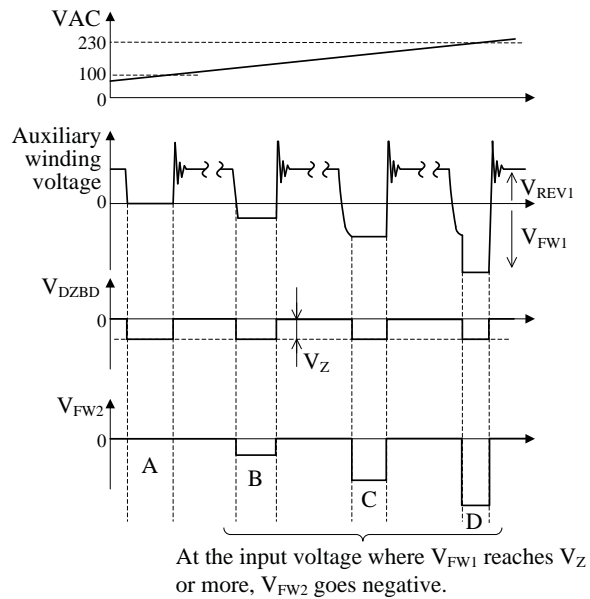 VAC
230
100
0
Auxiliary
winding
voltage
0
VREV1
VFW1
VDZBD
0
VZ
VFW2
0
A
B
C
D
At the input voltage where VFW1 reaches VZ
or more, VFW2 goes negative.